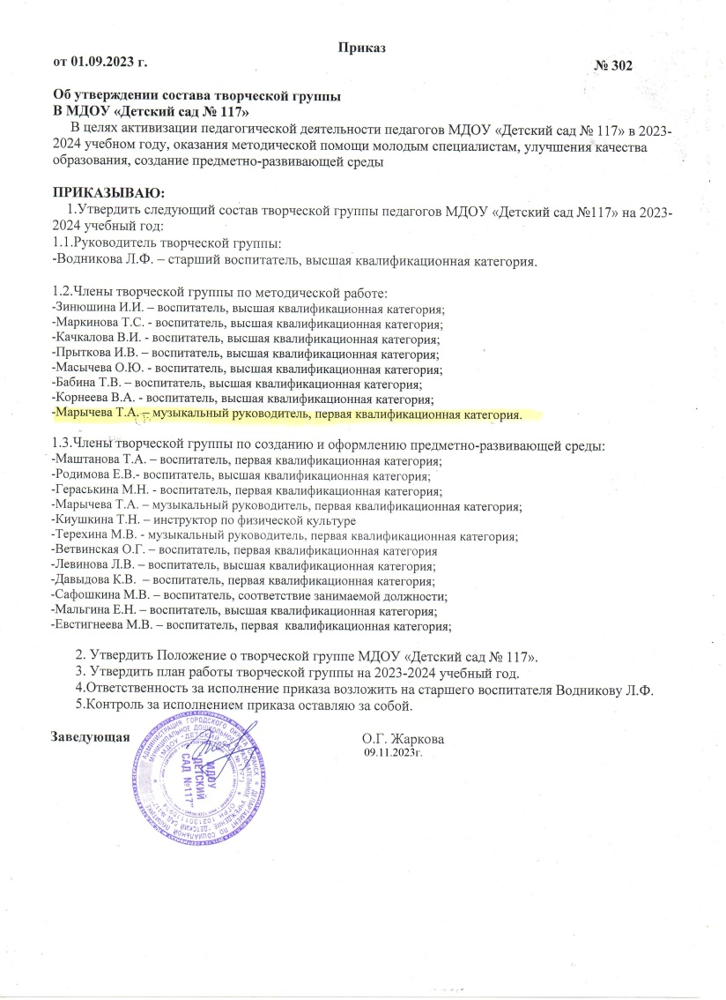 Приказ
от 01.09.2023 г.
№ 302
Об утверждении состава творческой группы
В МДОУ «Детский сад № 117»
В целях активизации педагогической деятельности педагогов МДОУ «Детский сад № 117» в 2023-
2024 учебном году, оказания методической помощи молодым специалистам, улучшения качества
образования, создание предметно-развивающей среды
ПРИКАЗЫВАЮ:
1.Утвердить следующий состав творческой группы педагогов МДОУ «Детский сад №117» на 2023-
2024 учебный год:
1.1.Руководитель творческой группы:
-Водникова Л.Ф. – старший воспитатель, высшая квалификационная категория.
1.2.Члены творческой группы по методической работе:
-Зинюшина И.И. – воспитатель, высшая квалификационная категория;
-Маркинова Т.С. - воспитатель, высшая квалификационная категория;
-Качкалова В.И. - воспитатель, высшая квалификационная категория;
-Прыткова И.В. – воспитатель, высшая квалификационная категория;
-Масычева О.Ю. - воспитатель, высшая квалификационная категория;
-Бабина Т.В. – воспитатель, высшая квалификационная категория;
-Корнеева В.А. - воспитатель, высшая квалификационная категория;
-Марычева Т.А. – музыкальный руководитель, первая квалификационная категория.
1.3.Члены творческой группы по созданию и оформлению предметно-развивающей среды:
-Маштанова Т.А. – воспитатель, первая квалификационная категория;
-Родимова Е.В.- воспитатель, высшая квалификационная категория;
-Гераськина М.Н. - воспитатель, первая квалификационная категория;
-Марычева Т.А. – музыкальный руководитель, первая квалификационная категория;
-Киушкина Т.Н. – инструктор по физической культуре
-Терехина М.В. - музыкальный руководитель, первая квалификационная категория;
-Ветвинская О.Г. – воспитатель, первая квалификационная категория
-Левинова Л.В. – воспитатель, высшая квалификационная категория;
-Давыдова К.В. – воспитатель, первая квалификационная категория;
-Сафошкина М.В. – воспитатель, соответствие занимаемой должности;
-Мальгина Е.Н. – воспитатель, высшая квалификационная категория;
-Евстигнеева М.В. – воспитатель, первая квалификационная категория;
2. Утвердить Положение о творческой группе МДОУ «Детский сад № 117».
3. Утвердить план работы творческой группы на 2023-2024 учебный год.
4.Ответственность за исполнение приказа возложить на старшего воспитателя Водникову Л.Ф.
5.Контроль за исполнением приказа оставляю за собой.
Заведующая
О.Г. Жаркова
09.11.2023г.
МДОУ
"ДЕТСКИЙ
САД №117"